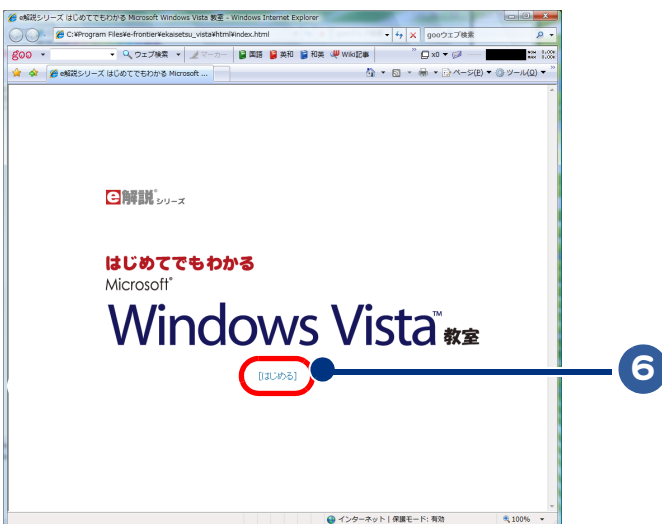 e解説シリーズ はじめてでもわかる Microsoft Windows Vista 教室 - Windows Internet Explorer
C:¥Program Files¥e-frontier¥ekaisetsu_vista¥html¥index.html
gooウェブ検索
goo
ウェブ検索
マーカー
国語
英和
和英
Wiki記事
x0
e解説シリーズ はじめてでもわかる Microsoft ...
ページ(P)
ツール(O)
e解説シリーズ
はじめてでもわかる
Microsoft®
Windows Vista™ 教室
[はじめる]
6
インターネット | 保護モード: 有効
100%